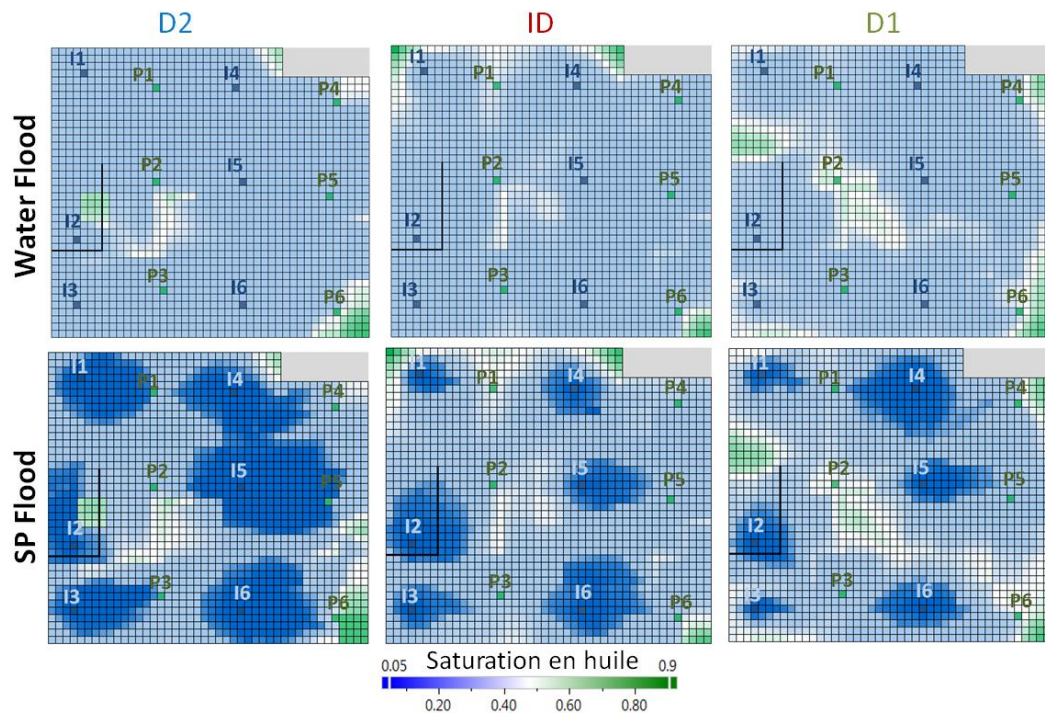 D2 ID D1
Water Flood
I1 P1 I4 P4
P2 I5 P5
I2
P3
I3 I6 P6
I1 P1 I4 P4
P2 I5 P5
I2
P3
I3 I6 P6
I1 P1 I4 P4
P2 I5 P5
I2
P3
I3 I6 P6
SP Flood
I1 P1 I4 P4
P2 I5 P5
I2
I3 P3 I6 P6
I1 P1 I4 P4
P2 I5 P5
I2
I3 P3 I6 P6
I1 P1 I4 P4
P2 I5 P5
I2
I3 P3 I6 P6
0.05 Saturation en huile 0.9
0.20 0.40 0.60 0.80